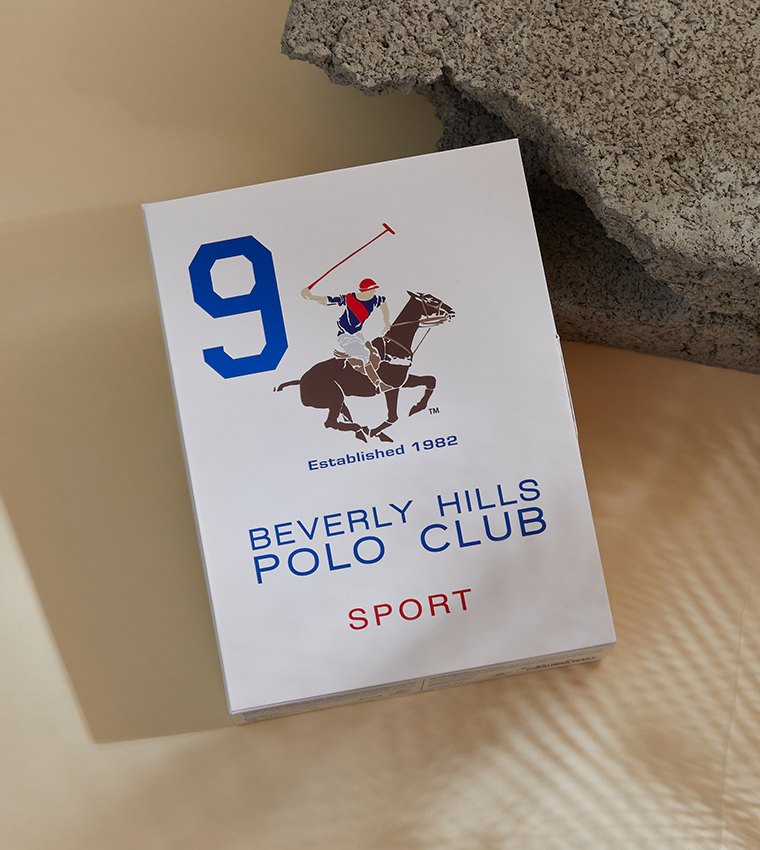 9
TM
Established 1982
BEVERLY HILLS
POLO CLUB
SPORT